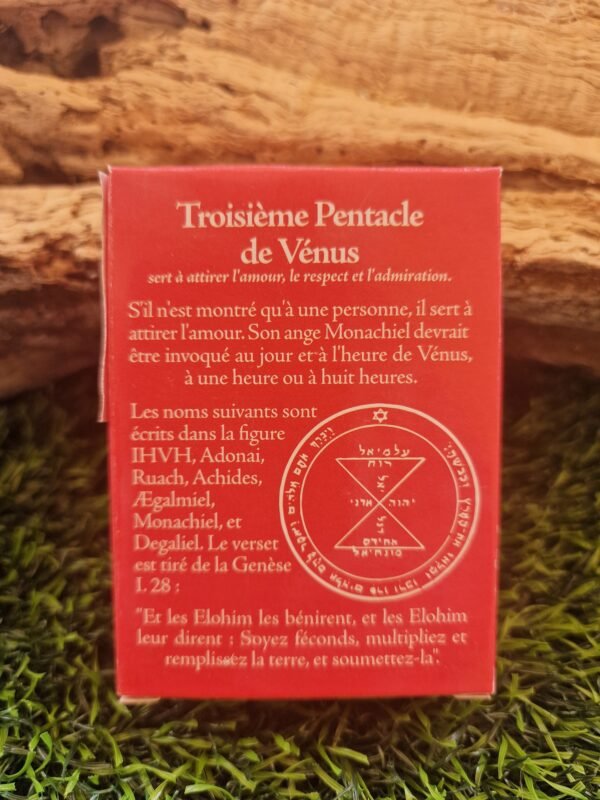 Troisième Pentacle
de Vénus
sert à attirer l'amour, le respect et l'admiration.
S'il n'est montré qu'à une personne, il sert à
attirer l'amour. Son ange Monachiel devrait
être invoqué au jour et à l'heure de Vénus,
à une heure ou à huit heures.
Les noms suivants sont
écrits dans la figure
IHVH, Adonai,
Ruach, Achides,
Ægalmiel,
Monachiel, et
Degaliel. Le verset
est tiré de la Genèse
I. 28 :
רוח
יהוה אדני
אחידס
"Et les Elohim les bénirent, et les Elohim
leur dirent : Soyez féconds, multipliez et
remplissez la terre, et soumettez-la".